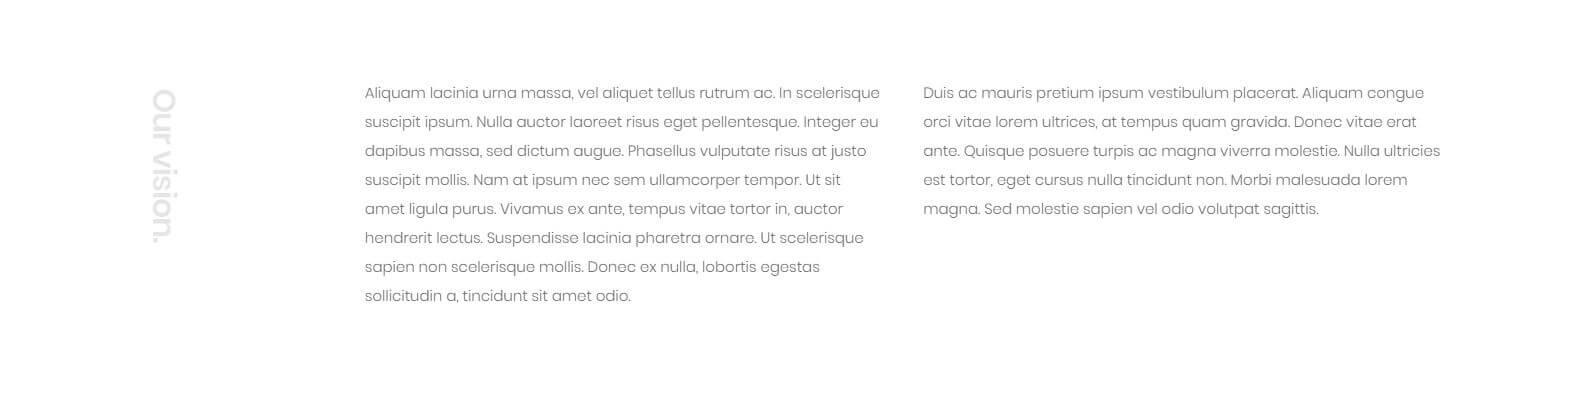 Our vision.
Aliquam lacinia urna massa, vel aliquet tellus rutrum ac. In scelerisque
suscipit ipsum. Nulla auctor laoreet risus eget pellentesque. Integer eu
dapibus massa, sed dictum augue. Phasellus vulputate risus at justo
suscipit mollis. Nam at ipsum nec sem ullamcorper tempor. Ut sit
amet ligula purus. Vivamus ex ante, tempus vitae tortor in, auctor
hendrerit lectus. Suspendisse lacinia pharetra ornare. Ut scelerisque
sapien non scelerisque mollis. Donec ex nulla, lobortis egestas
sollicitudin a, tincidunt sit amet odio.
Duis ac mauris pretium ipsum vestibulum placerat. Aliquam congue
orci vitae lorem ultrices, at tempus quam gravida. Donec vitae erat
ante. Quisque posuere turpis ac magna viverra molestie. Nulla ultricies
est tortor, eget cursus nulla tincidunt non. Morbi malesuada lorem
magna. Sed molestie sapien vel odio volutpat sagittis.